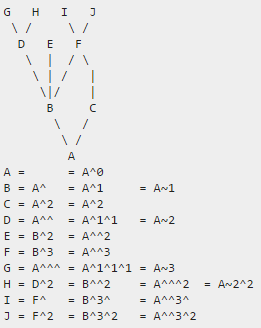 G   H   I   J
 \ /     \ /
  D   E   F
   \  |  / \
    \ | /   |
     \|/    |
      B     C
       \   /
        \ /
         A
A =      = A^0
B = A^   = A^1     = A~1
C = A^2  = A^2
D = A^^  = A^1^1   = A~2
E = B^2  = A^^2
F = B^3  = A^^3
G = A^^^ = A^1^1^1 = A~3
H = D^2  = B^^2    = A^^^2  = A~2^2
I = F^   = B^3^    = A^^3^
J = F^2  = B^3^2   = A^^3^2